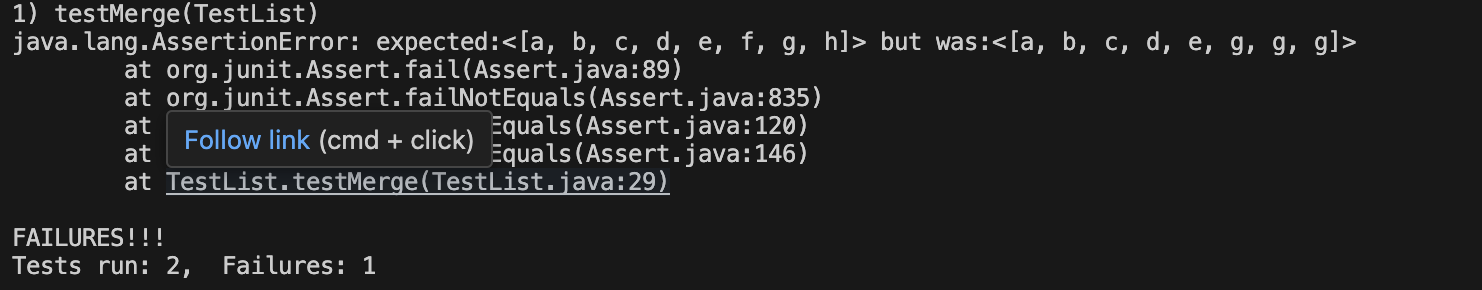 1) testMerge(TestList)
java.lang.AssertionError: expected:<[a, b, c, d, e, f, g, h]> but was:<[a, b, c, d, e, g, g, g]>
at org.junit.Assert.fail(Assert.java:89)
at org.junit.Assert.failNotEquals(Assert.java:835)
at Equals(Assert.java:120)
Follow link (cmd + click)
at Equals(Assert.java:146)
at TestList.testMerge(TestList.java:29)
FAILURES!!!
Tests run: 2,  Failures: 1